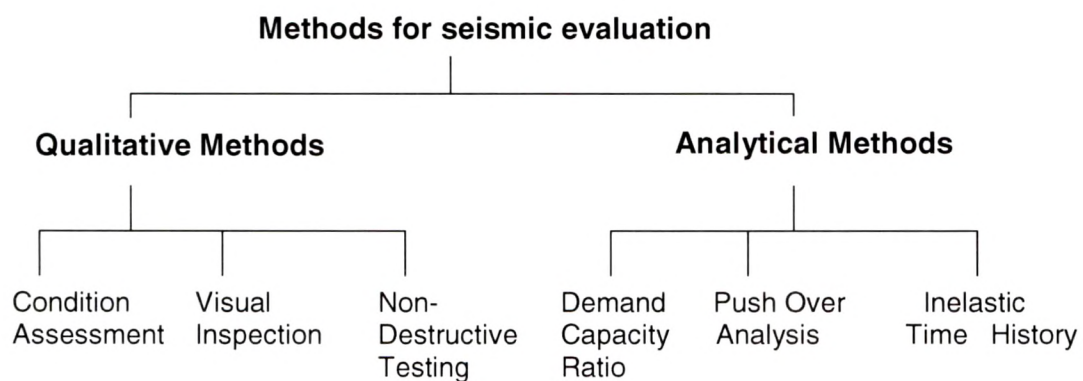 Methods for seismic evaluation
Qualitative Methods
Analytical Methods
Condition
Assessment
Visual
Inspection
Non-
Destructive
Testing
Demand
Capacity
Ratio
Push Over
Analysis
Inelastic
Time History